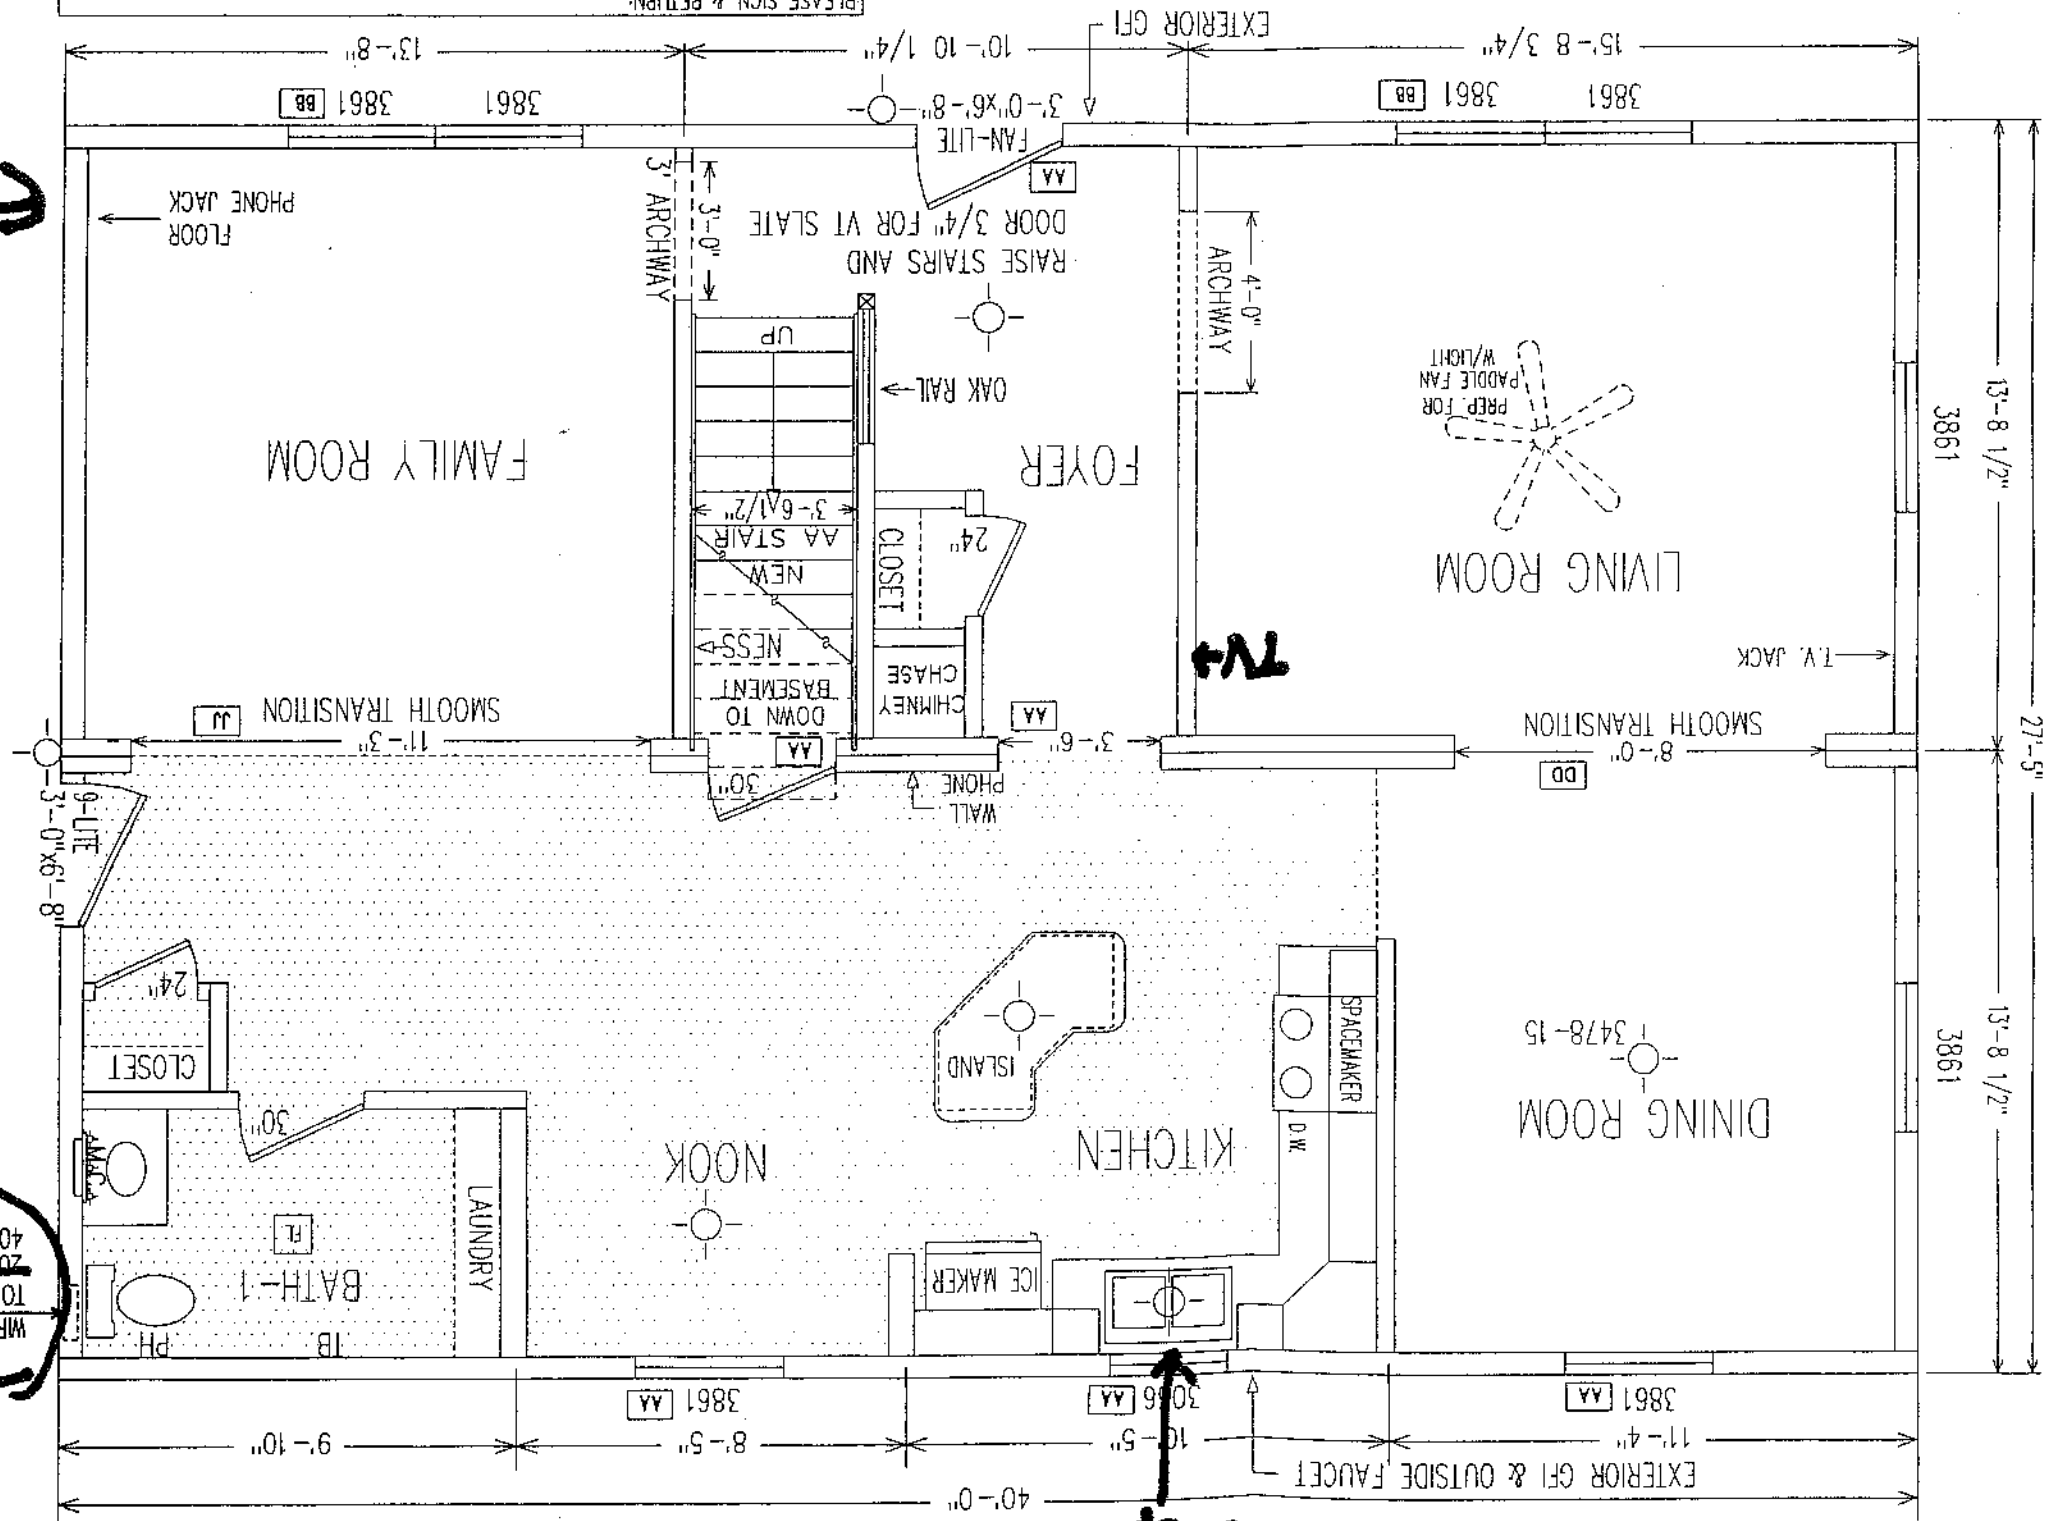 40'-0"
EXTERIOR GFI & OUTSIDE FAUCET
11'-4"
10'-5"
8'-5"
9'-10"
3861 AA
AA
3861 AA
DINING ROOM
3478-15
3861
13'-8 1/2"
27'-5"
KITCHEN
D.W.
SPACEMAKER
ISLAND
ICE MAKER
NOOK
LAUNDRY
TB
PH
BATH-1
FL
M.C.
30"
CLOSET
24"
WIR
TO
20
40
9-LITE
3'-0"x6'-8"
DD
8'-0"
SMOOTH TRANSITION
WALL
PHONE
3'-6"
AA
30"
AA
11'-3"
SMOOTH TRANSITION JJ
T.V. JACK
TV
LIVING ROOM
PREP. FOR
PADDLE FAN
W/LIGHT
3861
13'-8 1/2"
CHIMNEY
CHASE
CLOSET
24"
DOWN TO
BASEMENT
NESS
NEW
AA STAIR
3'-6 1/2"
UP
FOYER
OAK RAIL
ARCHWAY
4'-0"
RAISE STAIRS AND
DOOR 3/4" FOR VT SLATE
AA
FAN-LITE
3'-0"x6'-8"
FAMILY ROOM
3' ARCHWAY
3'-0"
FLOOR
PHONE JACK
3861
3861 BB
3861
3861 BB
15'-8 3/4"
10'-10 1/4"
13'-8"
EXTERIOR GFI
PLEASE SIGN & RETURN